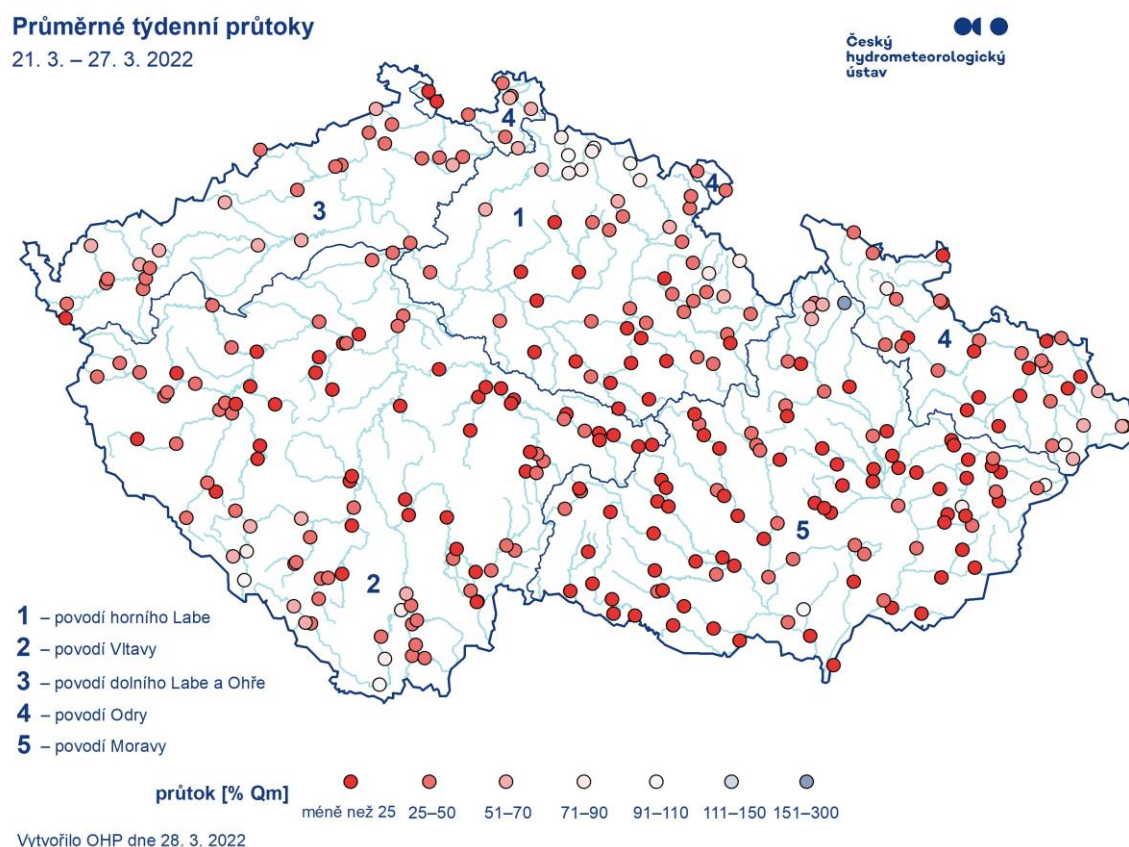 Průměrné týdenní průtoky
21. 3. – 27. 3. 2022
Český
hydrometeorologický
ústav
4
4
3
1
4
5
2
1 – povodí horního Labe
2 – povodí Vltavy
3 – povodí dolního Labe a Ohře
4 – povodí Odry
5 – povodí Moravy
průtok [% Qm]
méně než 25 25–50 51–70 71–90 91–110 111–150 151–300
Vytvořilo OHP dne 28. 3. 2022